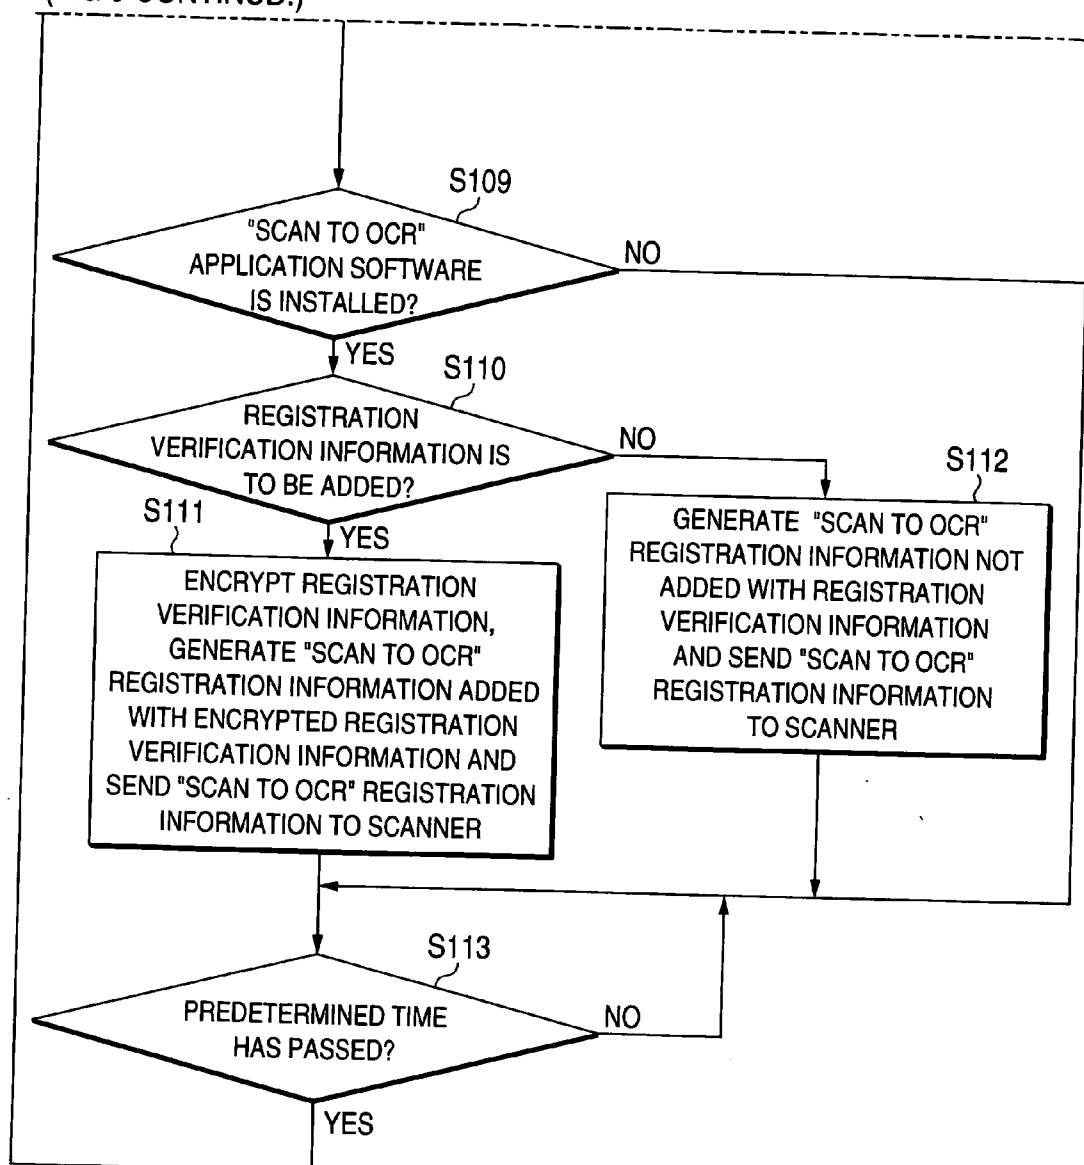 CONTINUD.)
S109
"SCAN TO OCR"
APPLICATION SOFTWARE
IS INSTALLED?
NO
YES
S110
REGISTRATION
VERIFICATION INFORMATION IS
TO BE ADDED?
NO
YES
S111
ENCRYPT REGISTRATION
VERIFICATION INFORMATION,
GENERATE "SCAN TO OCR"
REGISTRATION INFORMATION ADDED
WITH ENCRYPTED REGISTRATION
VERIFICATION INFORMATION AND
SEND "SCAN TO OCR" REGISTRATION
INFORMATION TO SCANNER
S112
GENERATE "SCAN TO OCR"
REGISTRATION INFORMATION NOT
ADDED WITH REGISTRATION
VERIFICATION INFORMATION
AND SEND "SCAN TO OCR"
REGISTRATION INFORMATION
TO SCANNER
S113
PREDETERMINED TIME
HAS PASSED?
NO
YES